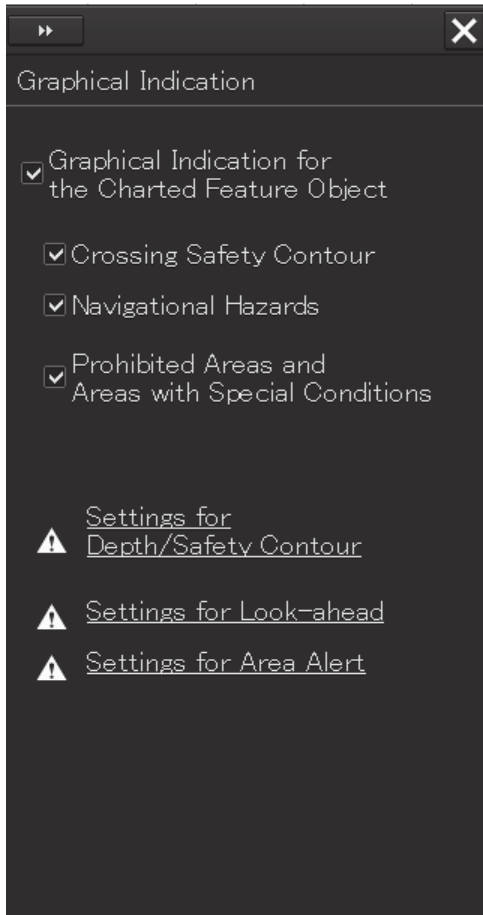 Graphical Indication
Graphical Indication for
the Charted Feature Object
Crossing Safety Contour
Navigational Hazards
Prohibited Areas and
Areas with Special Conditions
Settings for
Depth/Safety Contour
Settings for Look-ahead
Settings for Area Alert